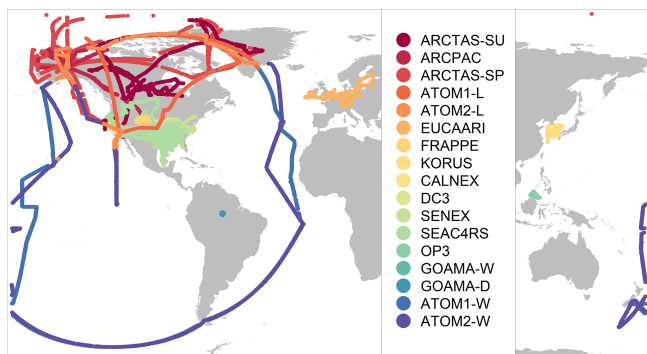 ARCTAS-SU
ARCPAC
ARCTAS-SP
ATOM1-L
ATOM2-L
EUCAARI
FRAPPE
KORUS
CALNEX
DC3
SENEX
SEAC4RS
OP3
GOAMA-W
GOAMA-D
ATOM1-W
ATOM2-W